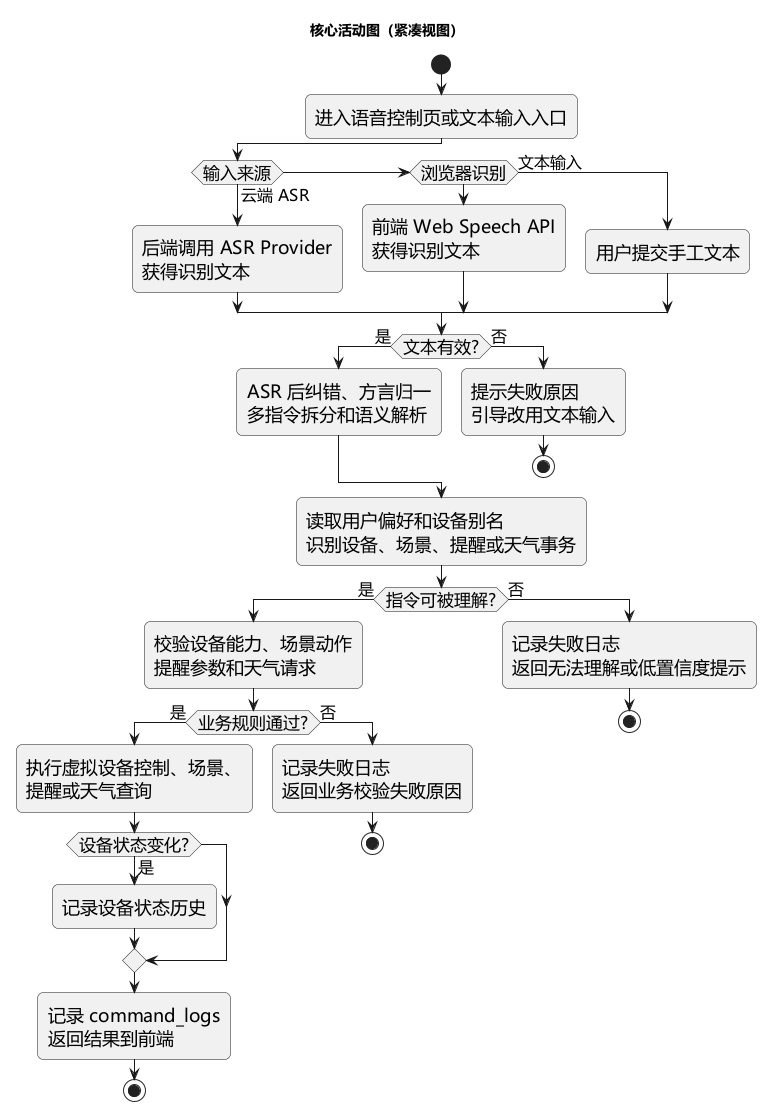 核心活动图（紧凑视图）
进入语音控制页或文本输入入口
输入来源
云端 ASR
浏览器识别
文本输入
后端调用 ASR Provider
获得识别文本
前端 Web Speech API
获得识别文本
用户提交手工文本
是
文本有效?
否
ASR 后纠错、方言归一
多指令拆分和语义解析
提示失败原因
引导改用文本输入
读取用户偏好和设备别名
识别设备、场景、提醒或天气事务
是
指令可被理解?
否
校验设备能力、场景动作
提醒参数和天气请求
记录失败日志
返回无法理解或低置信度提示
是
业务规则通过?
否
执行虚拟设备控制、场景、
提醒或天气查询
记录失败日志
返回业务校验失败原因
设备状态变化?
是
记录设备状态历史
记录 command_logs
返回结果到前端